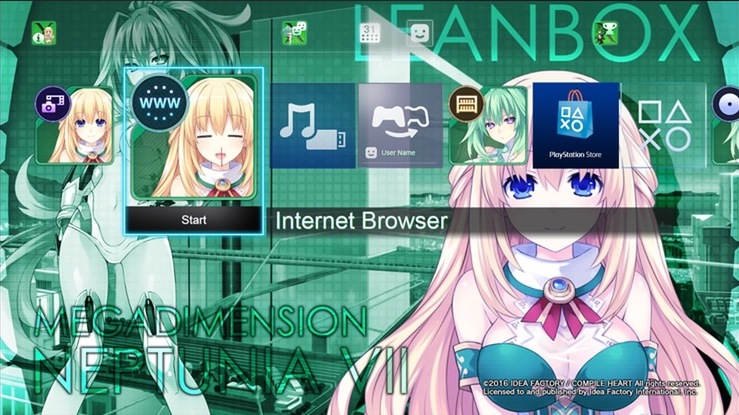 LEANBOX
31
WWW
User Name
PlayStation Store
Start
Internet Browser
MEGADIMENSION
NEPTUNIA VII
©2016 IDEA FACTORY / COMPILE HEART All rights reserved.
Licensed to and published by Idea Factory International, Inc.